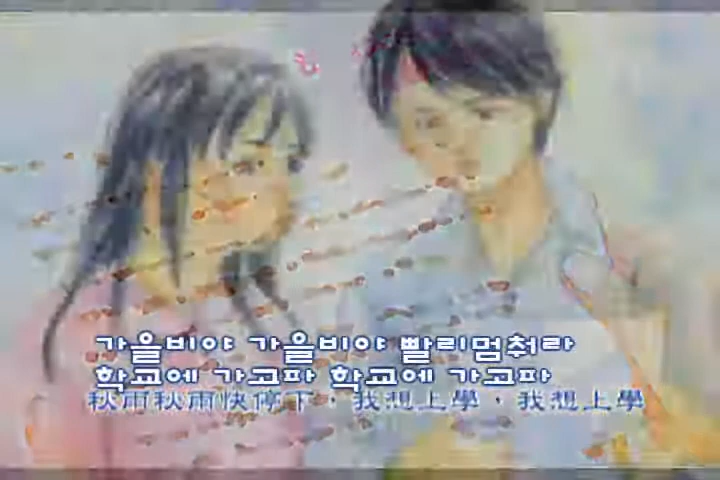 가을비야 가을비야 빨리멈춰라
학교에 가고파 학교에 가고파
秋雨秋雨快停下，我想上學，我想上學